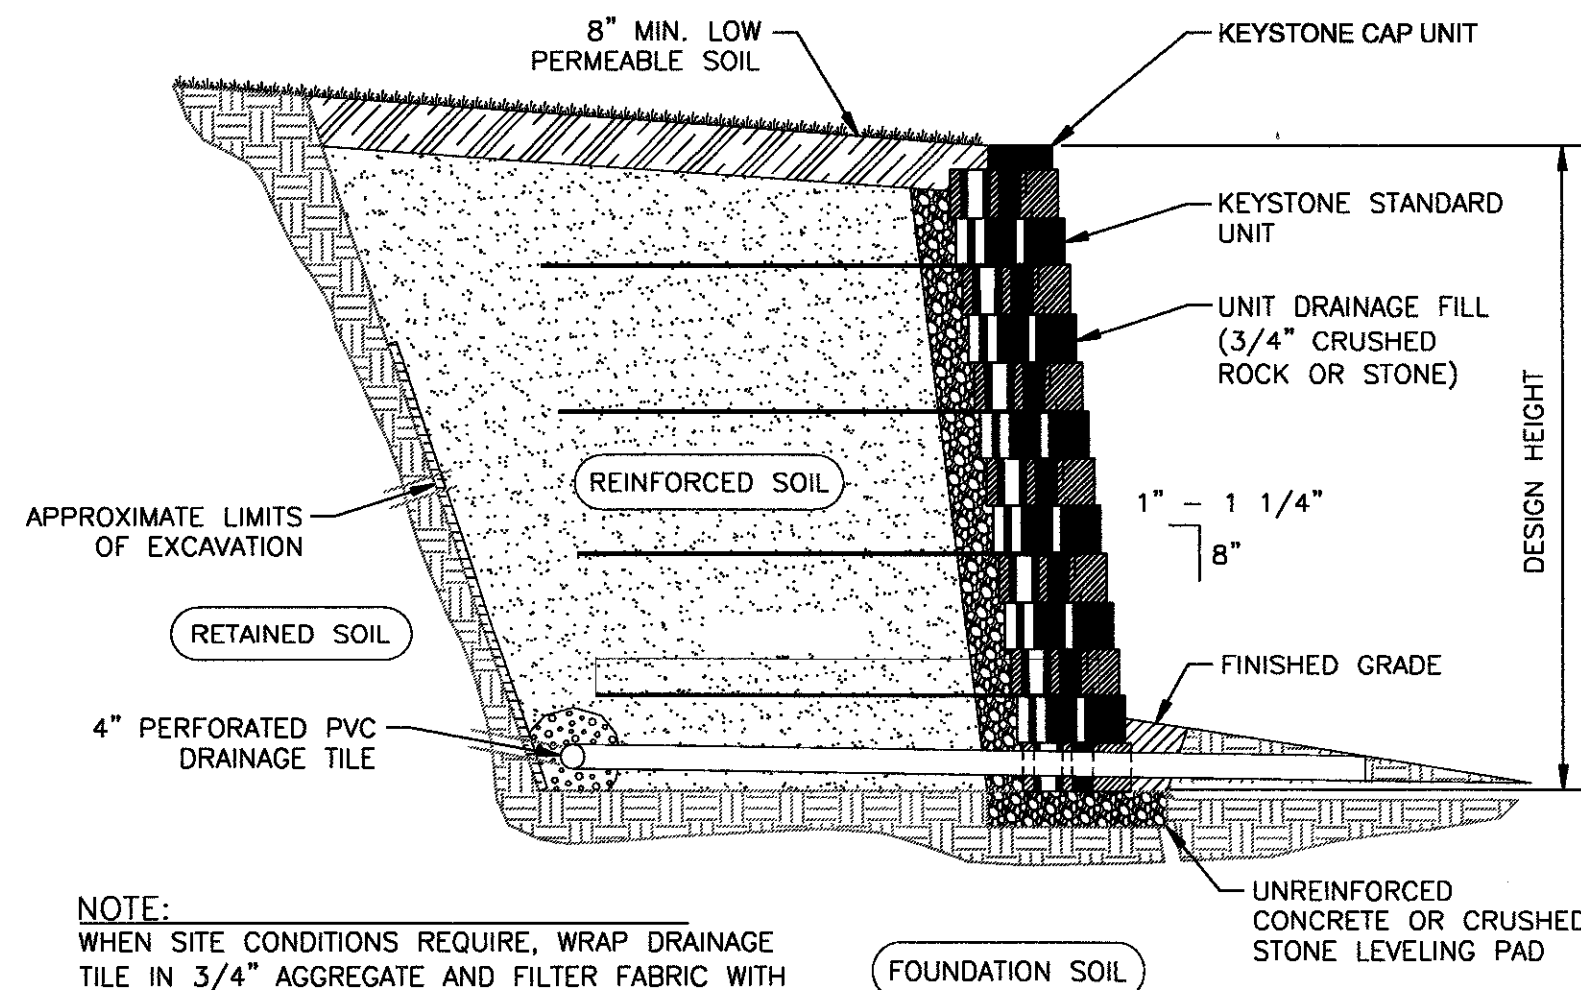 8" MIN. LOW
PERMEABLE SOIL
KEYSTONE CAP UNIT
KEYSTONE STANDARD
UNIT
UNIT DRAINAGE FILL
(3/4" CRUSHED
ROCK OR STONE)
DESIGN HEIGHT
REINFORCED SOIL
1" - 1 1/4"
8"
APPROXIMATE LIMITS
OF EXCAVATION
RETAINED SOIL
FINISHED GRADE
4" PERFORATED PVC
DRAINAGE TILE
UNREINFORCED
CONCRETE OR CRUSHED
STONE LEVELING PAD
NOTE:
WHEN SITE CONDITIONS REQUIRE, WRAP DRAINAGE
TILE IN 3/4" AGGREGATE AND FILTER FABRIC WITH
FOUNDATION SOIL